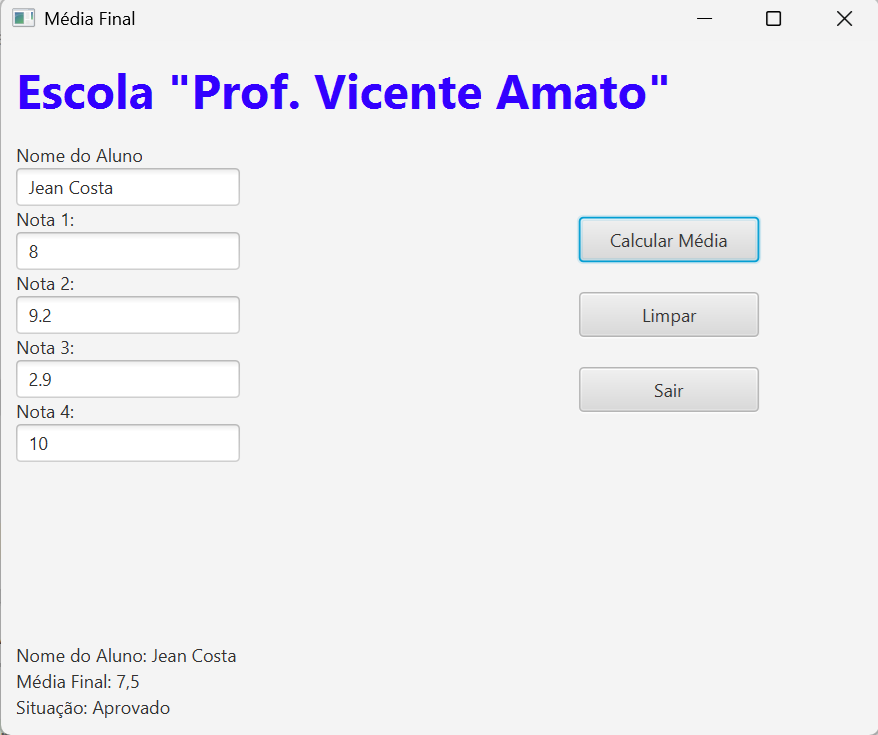 Média Final
Escola "Prof. Vicente Amato"
Nome do Aluno
Jean Costa
Nota 1:
8
Nota 2:
9.2
Nota 3:
2.9
Nota 4:
10
Calcular Média
Limpar
Sair
Nome do Aluno: Jean Costa
Média Final: 7,5
Situação: Aprovado